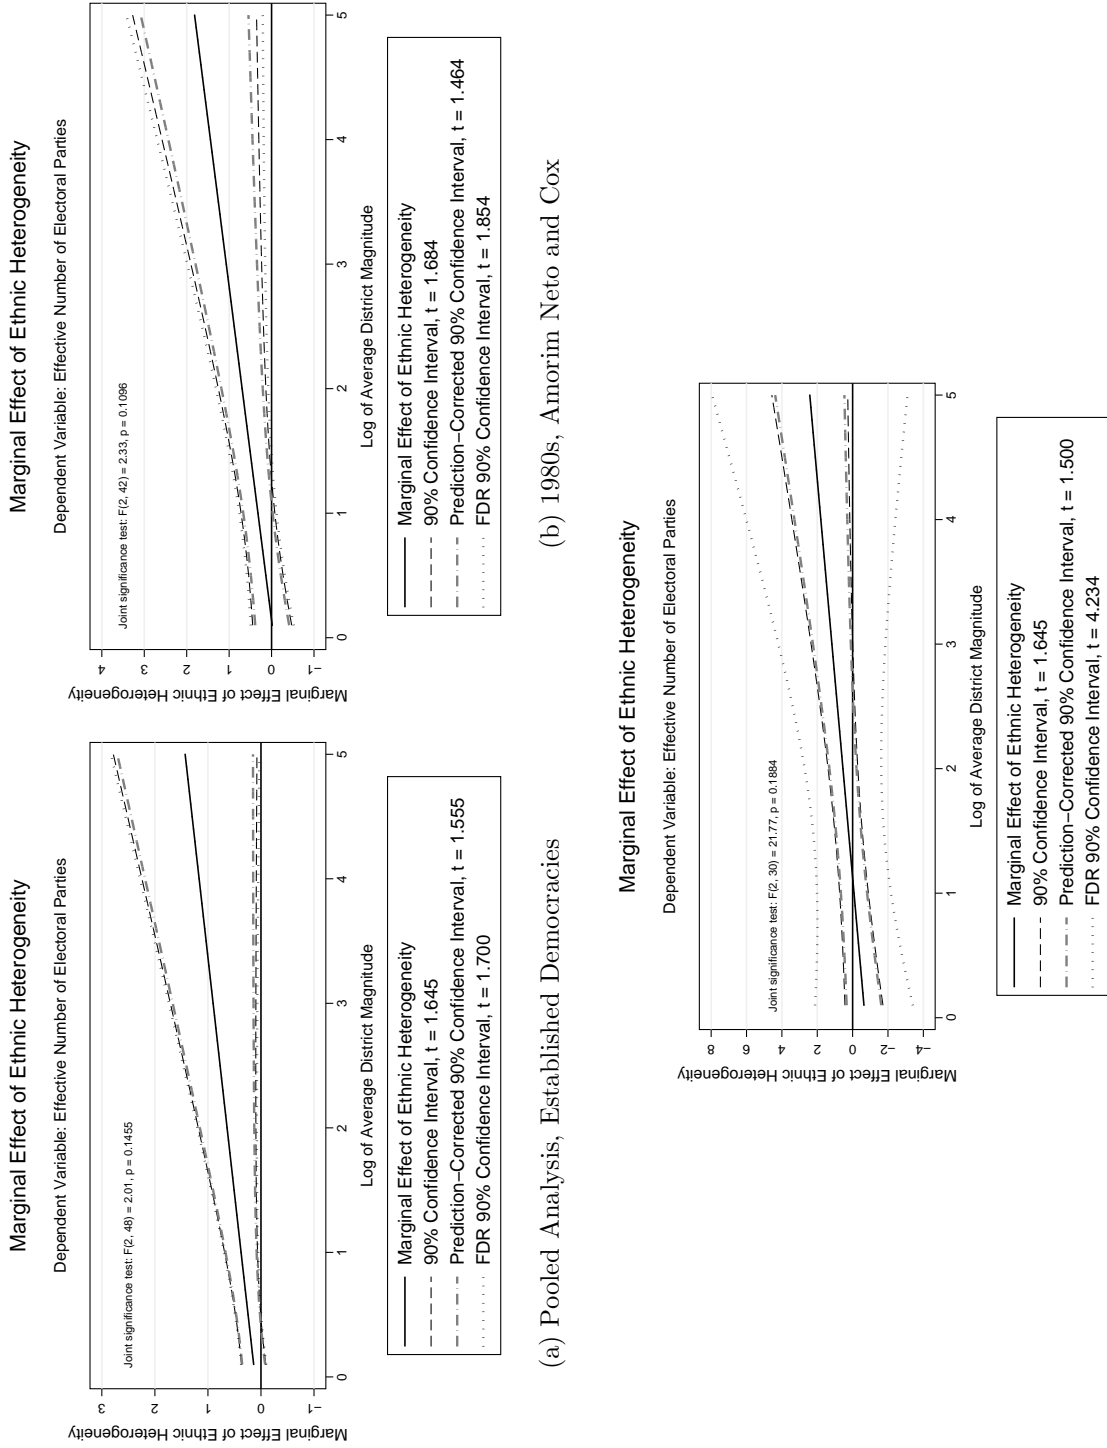 Marginal Effect of Ethnic Heterogeneity
Dependent Variable: Effective Number of Electoral Parties
Joint significance test: F(2, 48) = 2.01, p = 0.1455
Marginal Effect of Ethnic Heterogeneity
3
2
1
0
−1
0 1 2 3 4 5
Log of Average District Magnitude
Marginal Effect of Ethnic Heterogeneity
90% Confidence Interval, t = 1.645
Prediction−Corrected 90% Confidence Interval, t = 1.555
FDR 90% Confidence Interval, t = 1.700
(a) Pooled Analysis, Established Democracies
Marginal Effect of Ethnic Heterogeneity
Dependent Variable: Effective Number of Electoral Parties
Joint significance test: F(2, 42) = 2.33, p = 0.1096
Marginal Effect of Ethnic Heterogeneity
4
3
2
1
0
−1
0 1 2 3 4 5
Log of Average District Magnitude
Marginal Effect of Ethnic Heterogeneity
90% Confidence Interval, t = 1.684
Prediction−Corrected 90% Confidence Interval, t = 1.464
FDR 90% Confidence Interval, t = 1.854
(b) 1980s, Amorim Neto and Cox
Marginal Effect of Ethnic Heterogeneity
Dependent Variable: Effective Number of Electoral Parties
Joint significance test: F(2, 30) = 21.77, p = 0.1884
Marginal Effect of Ethnic Heterogeneity
8
6
4
2
0
−2
−4
0 1 2 3 4 5
Log of Average District Magnitude
Marginal Effect of Ethnic Heterogeneity
90% Confidence Interval, t = 1.645
Prediction−Corrected 90% Confidence Interval, t = 1.500
FDR 90% Confidence Interval, t = 4.234